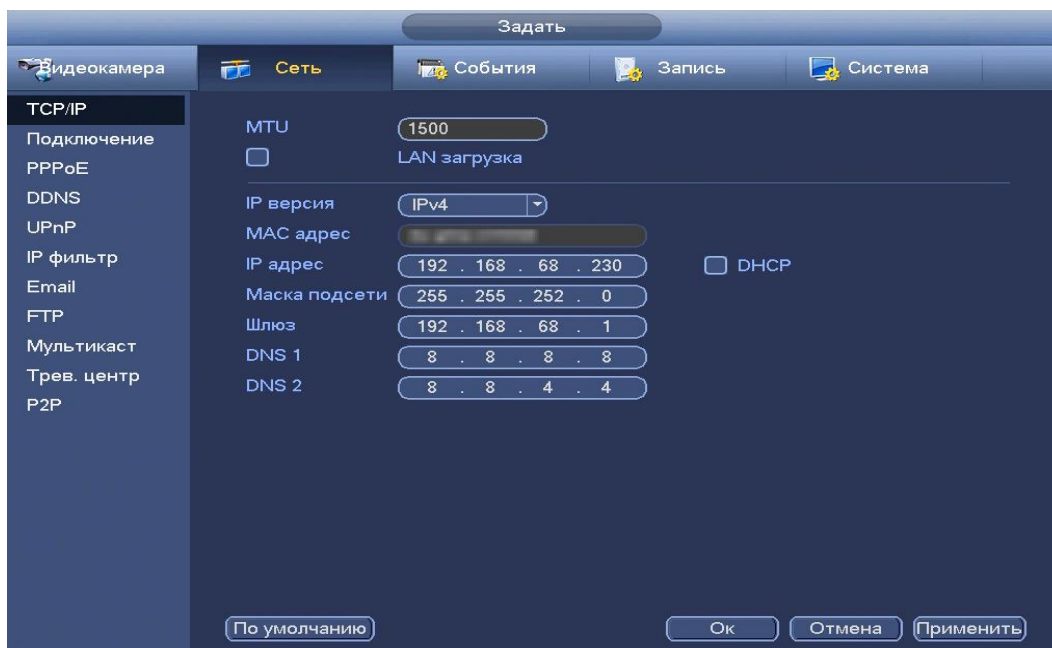 Задать
Видеокамера Сеть События Запись Система
TCP/IP
Подключение
PPPoE
DDNS
UPnP
IP фильтр
Email
FTP
Мультикаст
Трев. центр
P2P
MTU 1500
LAN загрузка
IP версия IPv4
MAC адрес
IP адрес 192 . 168 . 68 . 230 DHCP
Маска подсети 255 . 255 . 252 . 0
Шлюз 192 . 168 . 68 . 1
DNS 1 8 . 8 . 8 . 8
DNS 2 8 . 8 . 4 . 4
По умолчанию Ок Отмена Применить